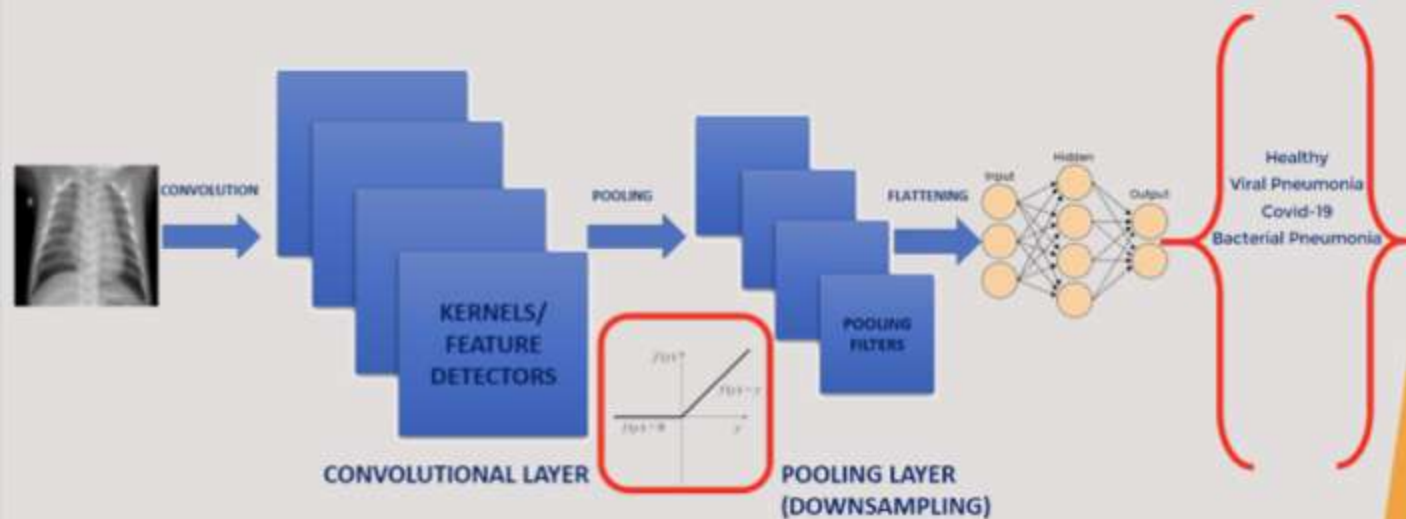 CONVOLUTION
KERNELS/
FEATURE
DETECTORS
CONVOLUTIONAL LAYER
POOLING
POOLING
FILTERS
POOLING LAYER
(DOWNSAMPLING)
FLATTENING
Input
Hidden
Output
Healthy
Viral Pneumonia
Covid-19
Bacterial Pneumonia